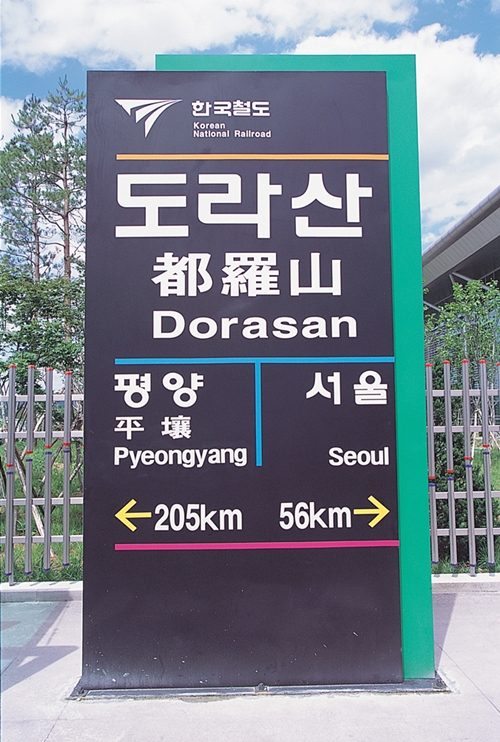 한국철도
Korean
National Railroad
도라산
都羅山
Dorasan
평양
平壤
Pyeongyang
서울
Seoul
←205km
56km→